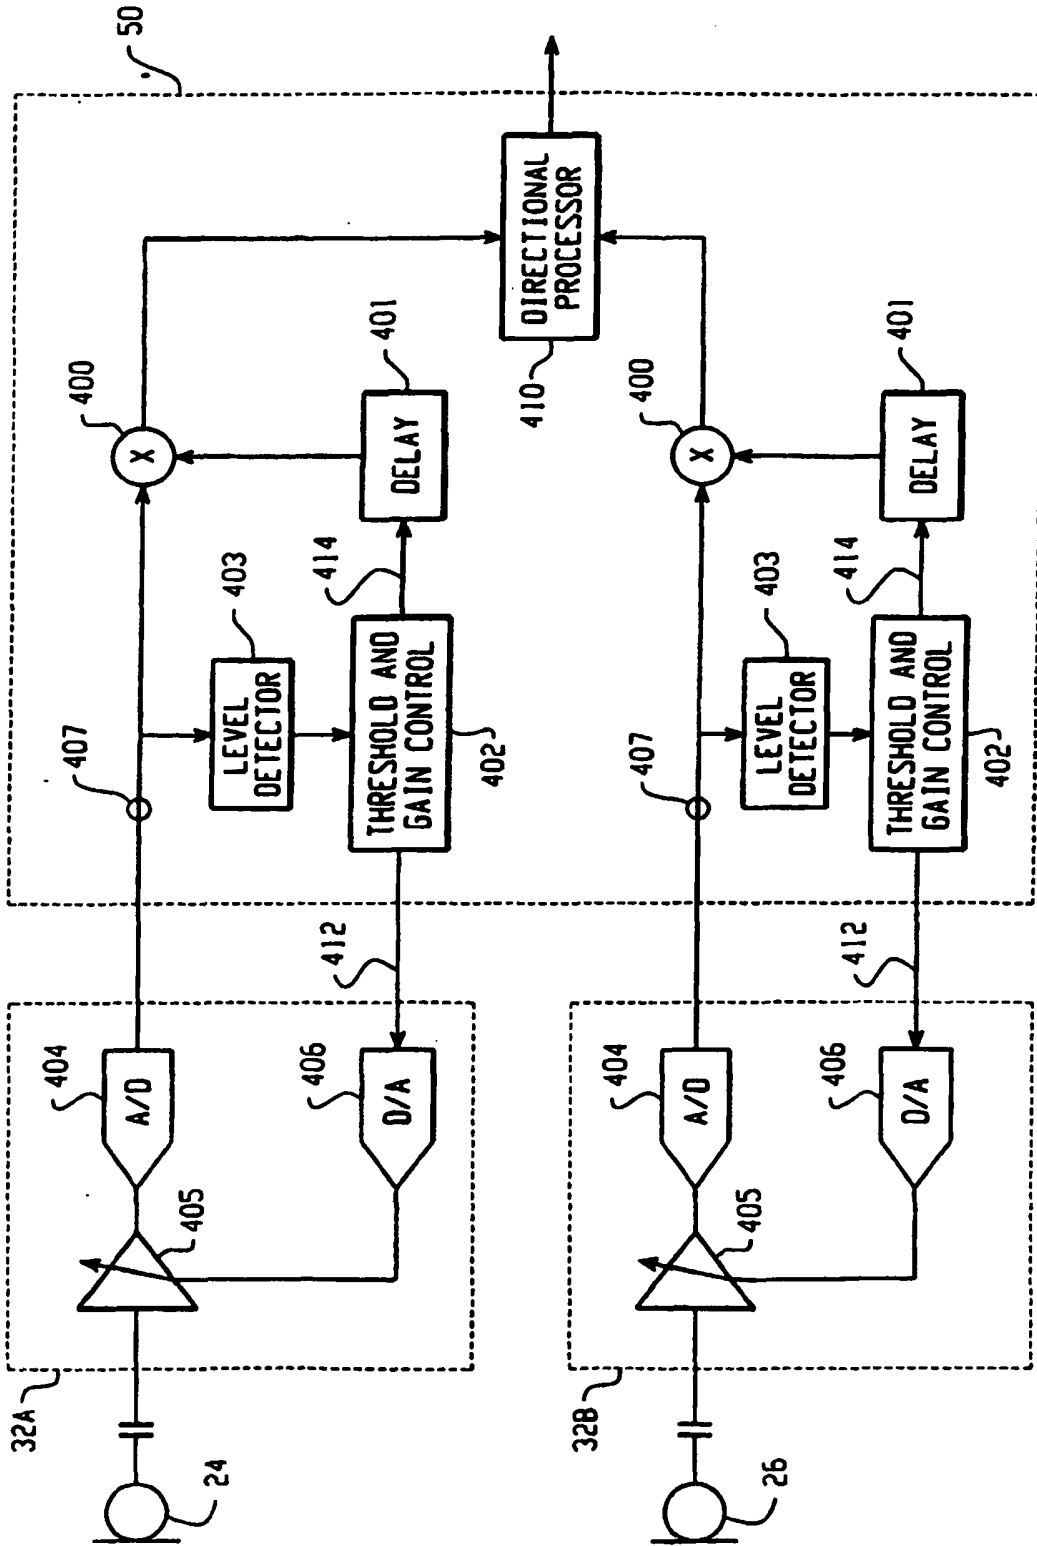 50
400
400
DIRECTIONAL
PROCESSOR
410
401
401
DELAY
DELAY
414
414
403
403
LEVEL
DETECTOR
LEVEL
DETECTOR
THRESHOLD AND
GAIN CONTROL
402
THRESHOLD AND
GAIN CONTROL
402
407
407
X
X
412
412
404
A/D
406
D/A
405
32A
24
404
A/D
406
D/A
405
32B
26